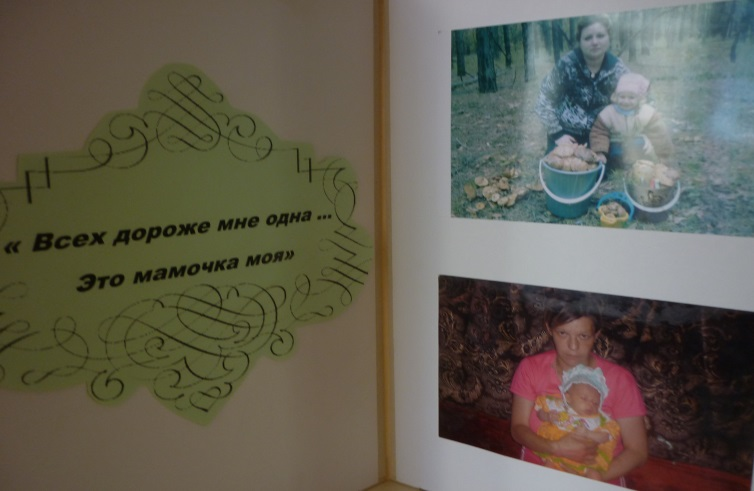 « Всех дороже мне одна ...
Это мамочка моя»